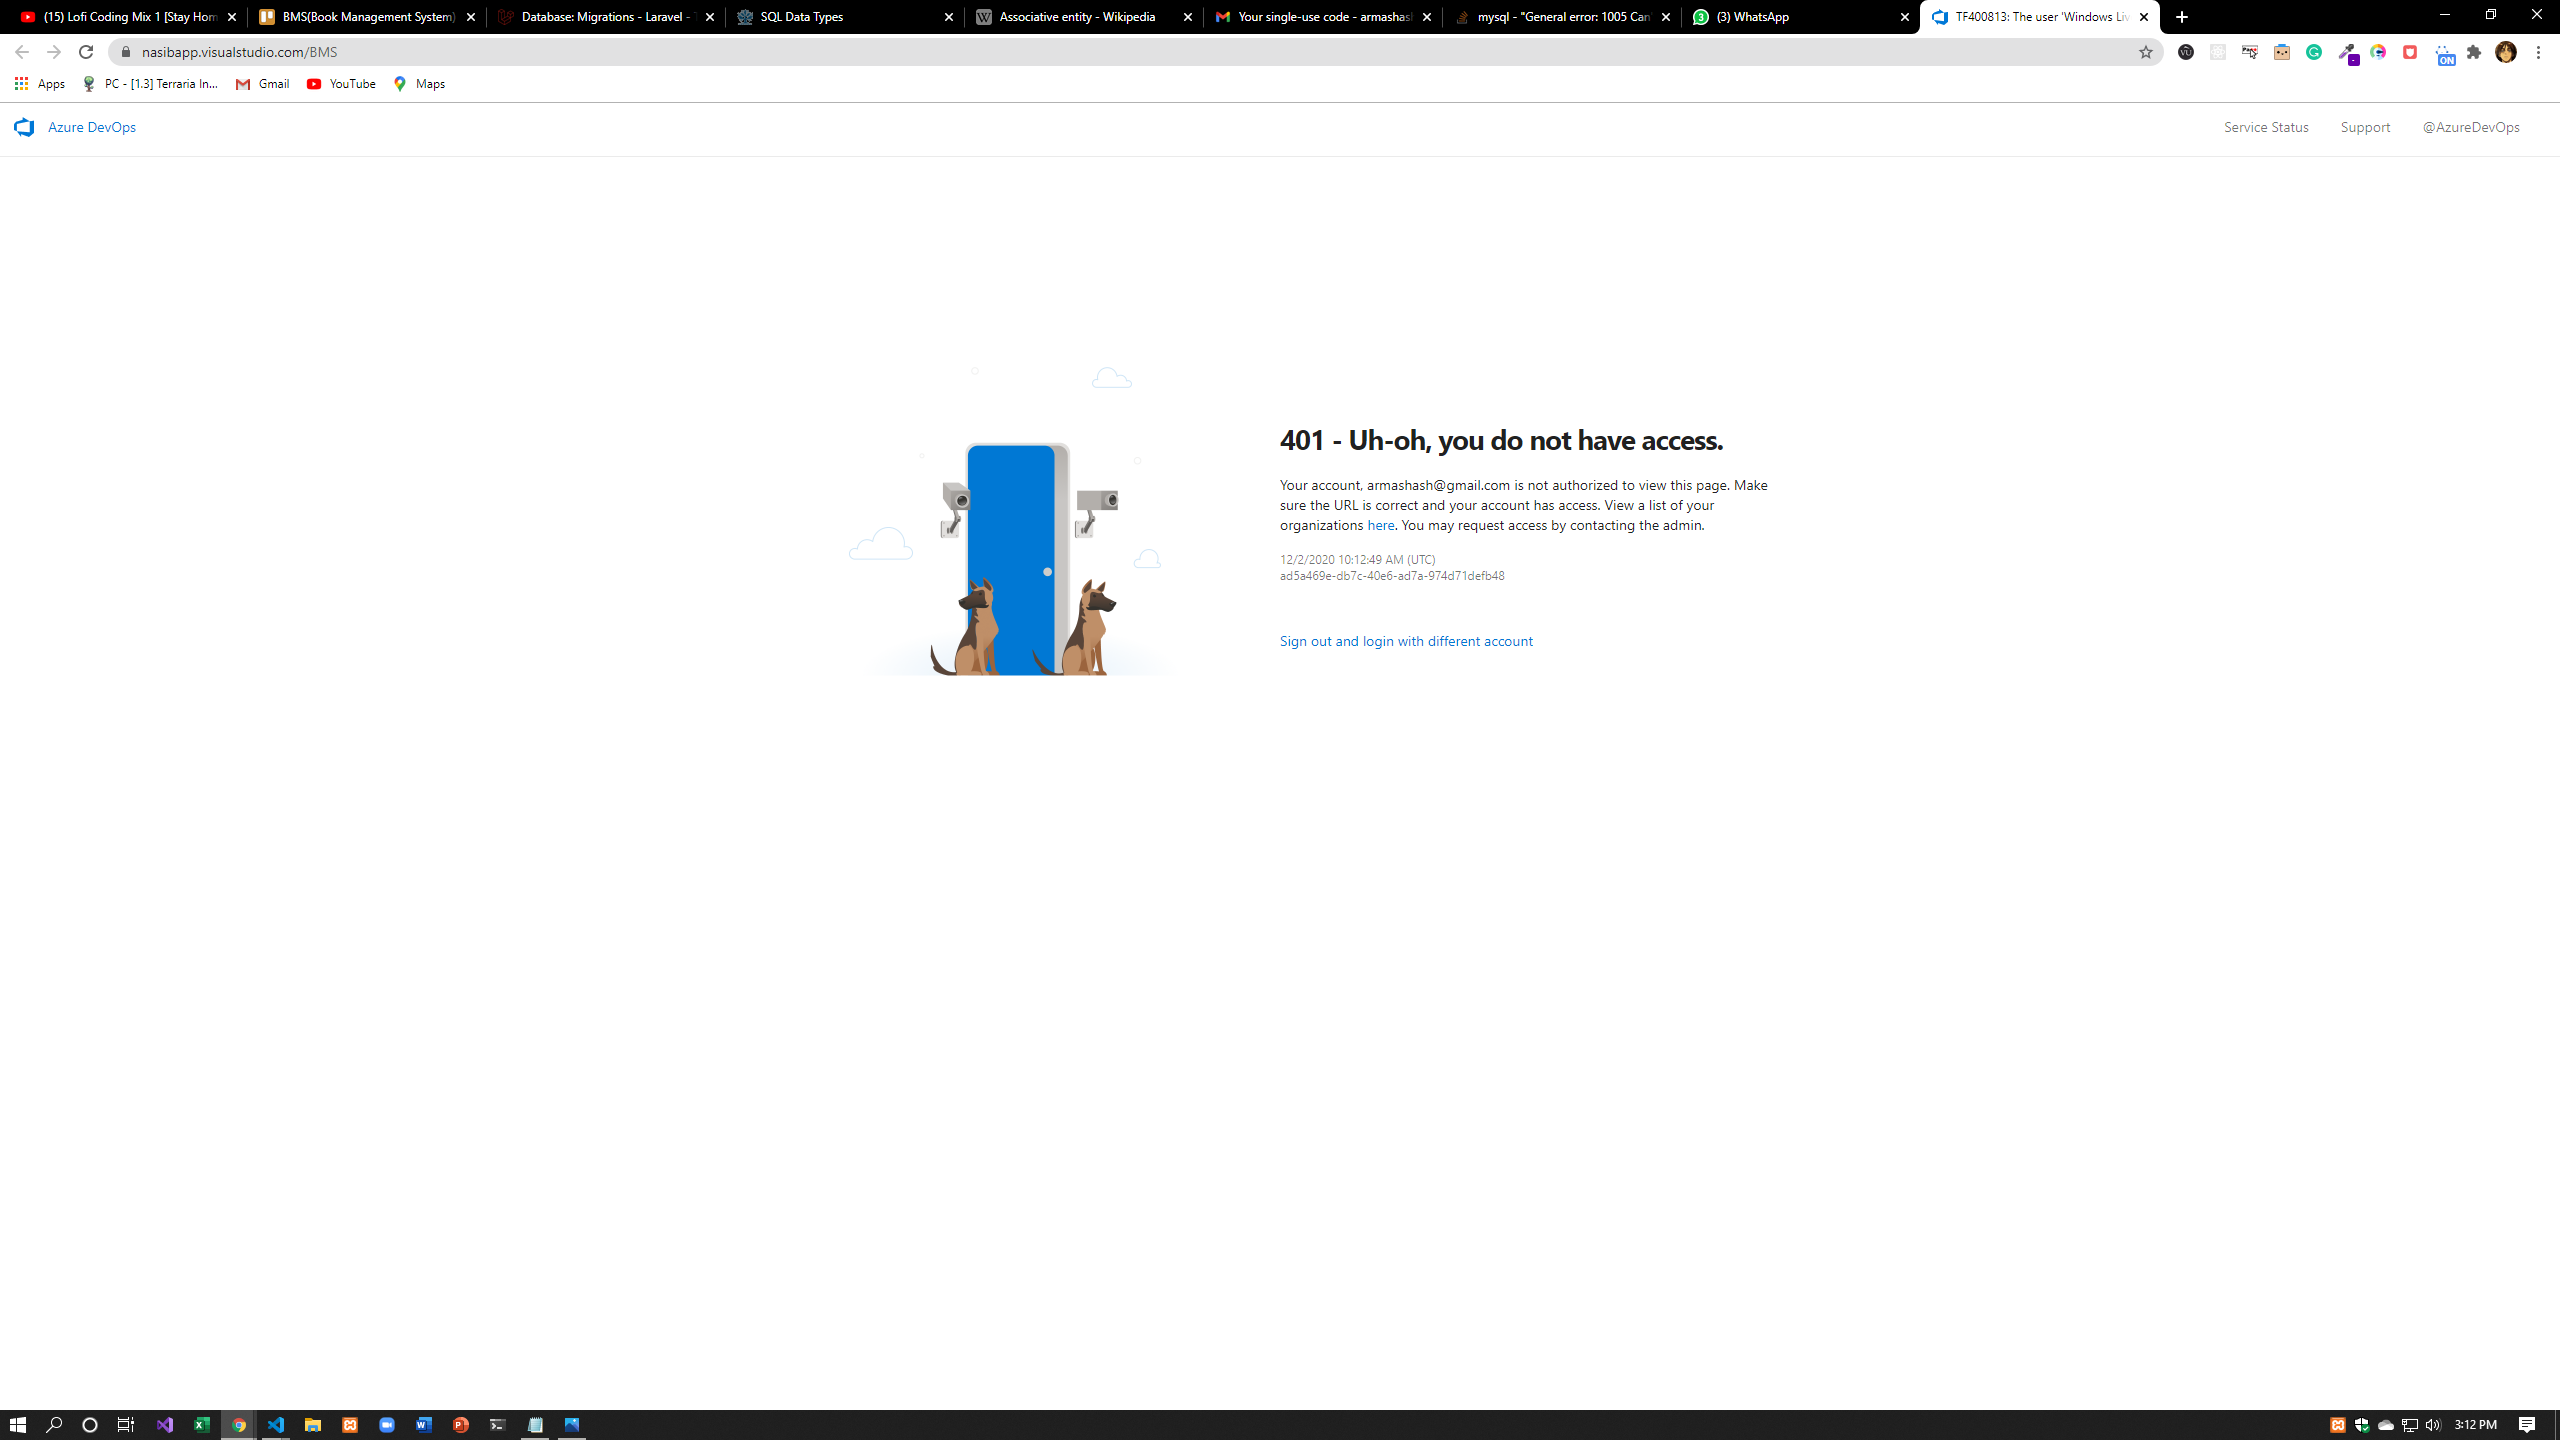 (15) Lofi Coding Mix 1 [Stay Hom
BMS(Book Management System)
Database: Migrations - Laravel -
SQL Data Types
Associative entity - Wikipedia
Your single-use code - armashas
mysql - "General error: 1005 Can
(3) WhatsApp
TF400813: The user 'Windows Liv
nasibapp.visualstudio.com/BMS
ON
Apps
PC - [1.3] Terraria In...
Gmail
YouTube
Maps
Azure DevOps
Service Status
Support
@AzureDevOps
401 - Uh-oh, you do not have access.
Your account, armashash@gmail.com is not authorized to view this page. Make
sure the URL is correct and your account has access. View a list of your
organizations here. You may request access by contacting the admin.
12/2/2020 10:12:49 AM (UTC)
ad5a469e-db7c-40e6-ad7a-974d71defb48
Sign out and login with different account
3:12 PM